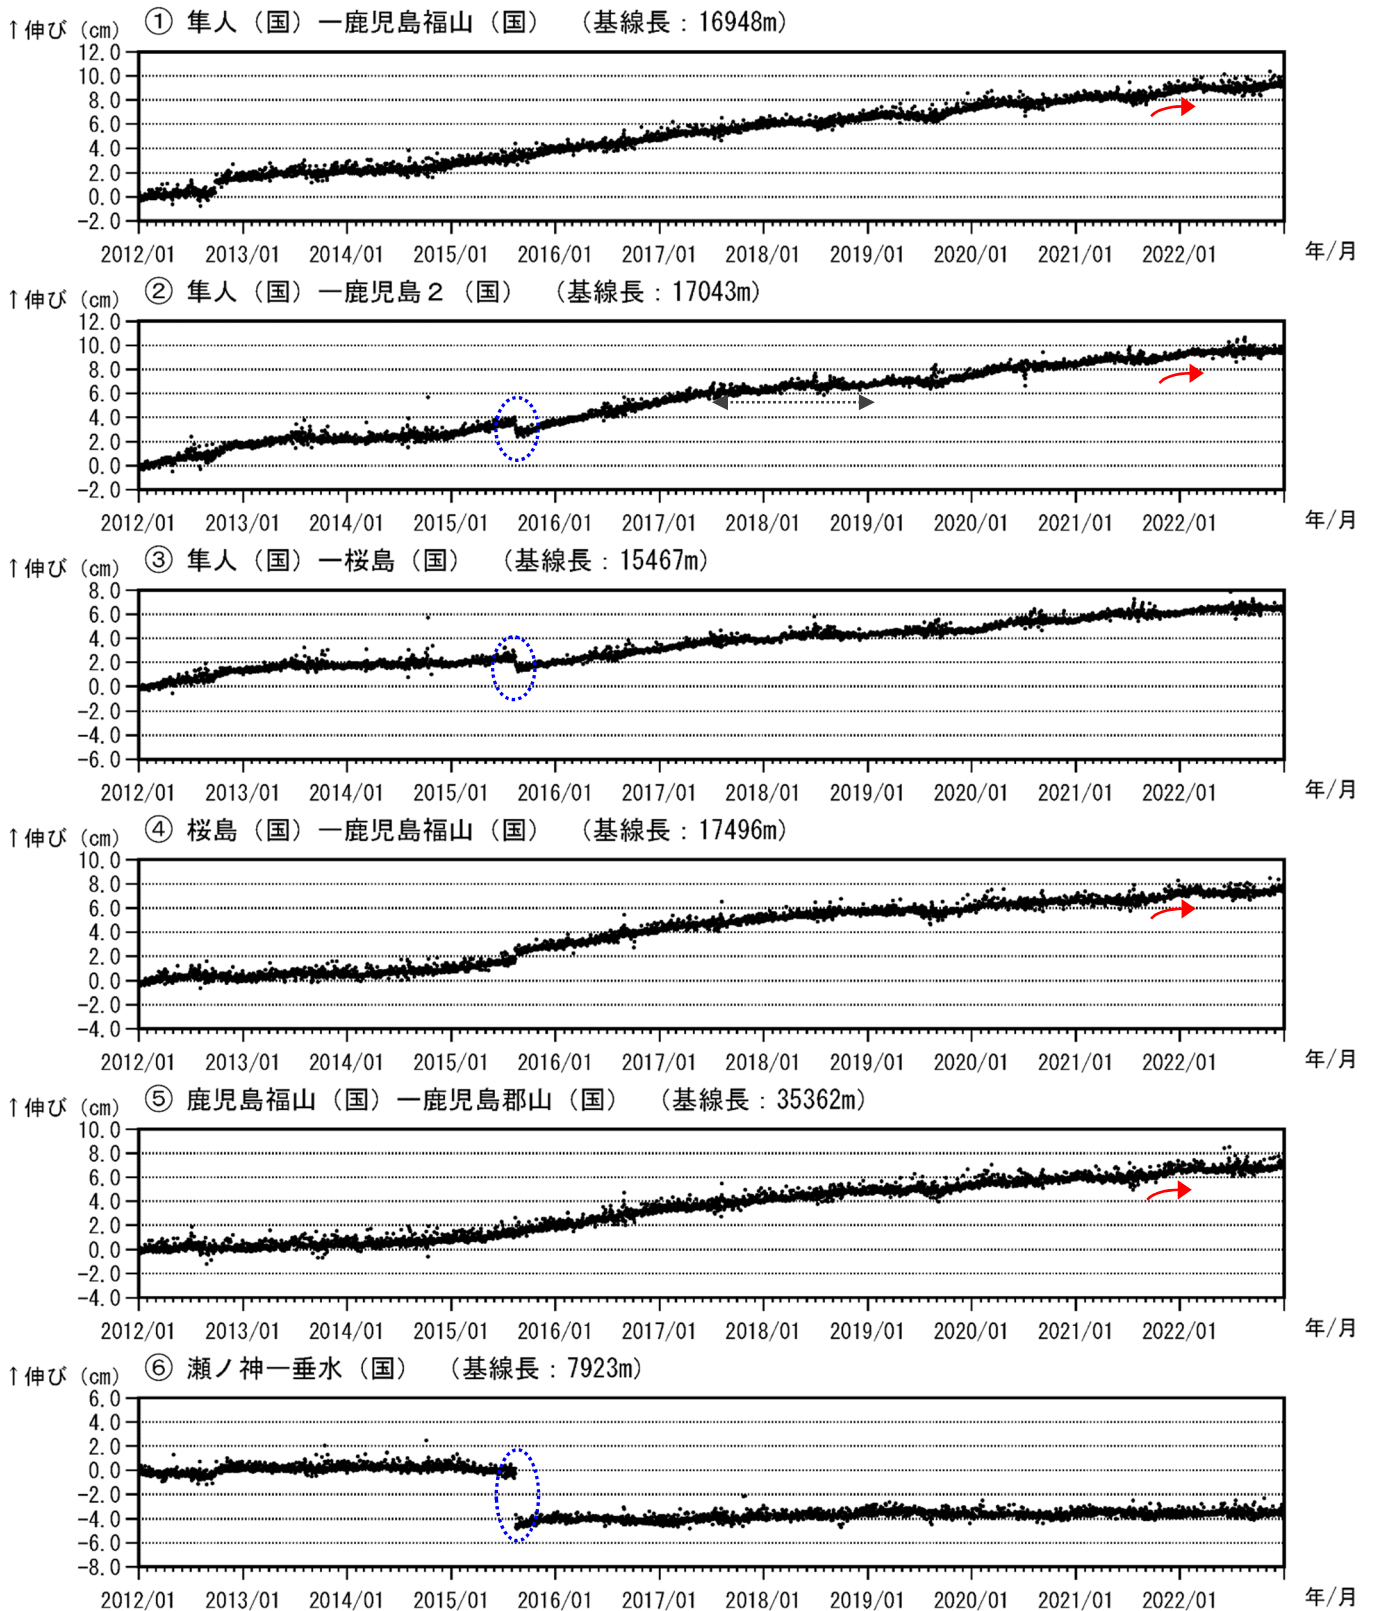 ① 隼人（国）－鹿児島福山（国）　（基線長：16948m）
↑伸び（cm）
12.0
10.0
8.0
6.0
4.0
2.0
0.0
-2.0
2012/01 2013/01 2014/01 2015/01 2016/01 2017/01 2018/01 2019/01 2020/01 2021/01 2022/01 年/月
② 隼人（国）－鹿児島２（国）　（基線長：17043m）
↑伸び（cm）
12.0
10.0
8.0
6.0
4.0
2.0
0.0
-2.0
2012/01 2013/01 2014/01 2015/01 2016/01 2017/01 2018/01 2019/01 2020/01 2021/01 2022/01 年/月
③ 隼人（国）－桜島（国）　（基線長：15467m）
↑伸び（cm）
8.0
6.0
4.0
2.0
0.0
-2.0
-4.0
-6.0
2012/01 2013/01 2014/01 2015/01 2016/01 2017/01 2018/01 2019/01 2020/01 2021/01 2022/01 年/月
④ 桜島（国）－鹿児島福山（国）　（基線長：17496m）
↑伸び（cm）
10.0
8.0
6.0
4.0
2.0
0.0
-2.0
-4.0
2012/01 2013/01 2014/01 2015/01 2016/01 2017/01 2018/01 2019/01 2020/01 2021/01 2022/01 年/月
⑤ 鹿児島福山（国）－鹿児島郡山（国）　（基線長：35362m）
↑伸び（cm）
10.0
8.0
6.0
4.0
2.0
0.0
-2.0
-4.0
2012/01 2013/01 2014/01 2015/01 2016/01 2017/01 2018/01 2019/01 2020/01 2021/01 2022/01 年/月
⑥ 瀬ノ神－垂水（国）　（基線長：7923m）
↑伸び（cm）
6.0
4.0
2.0
0.0
-2.0
-4.0
-6.0
-8.0
2012/01 2013/01 2014/01 2015/01 2016/01 2017/01 2018/01 2019/01 2020/01 2021/01 2022/01 年/月